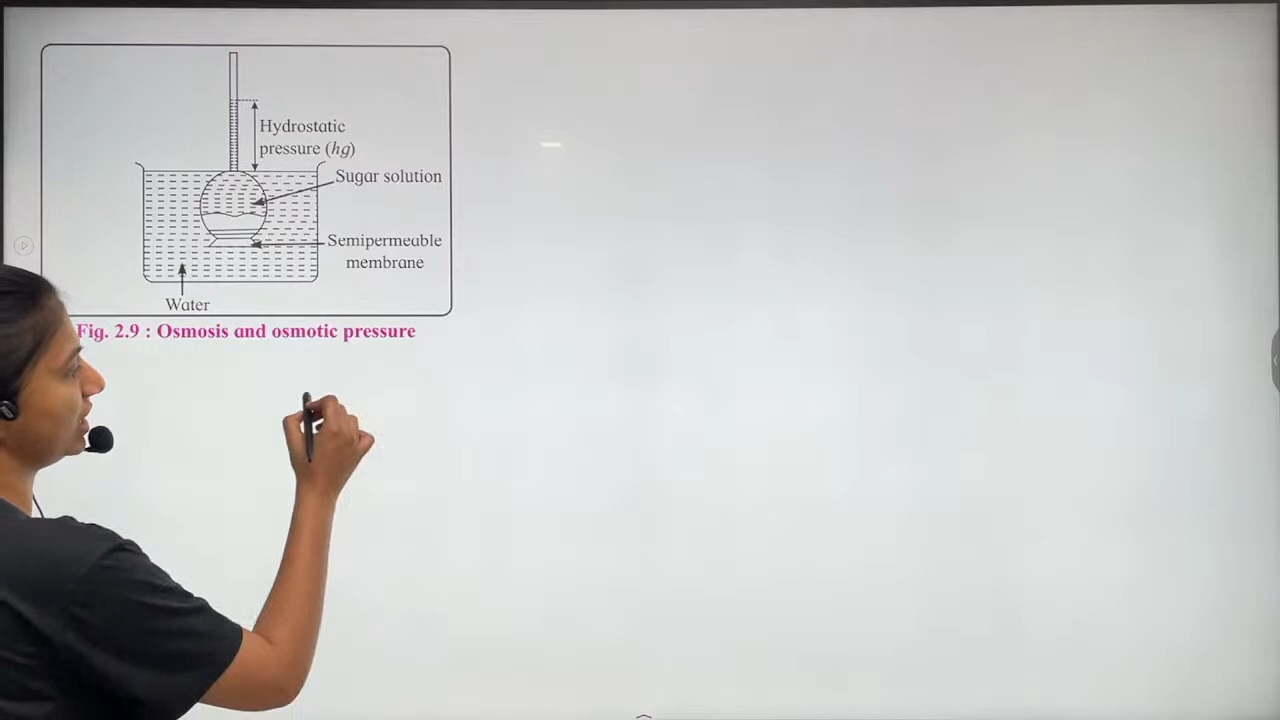 Hydrostatic
pressure (hg)
Sugar solution
Semipermeable
membrane
Water
Fig. 2.9 : Osmosis and osmotic pressure